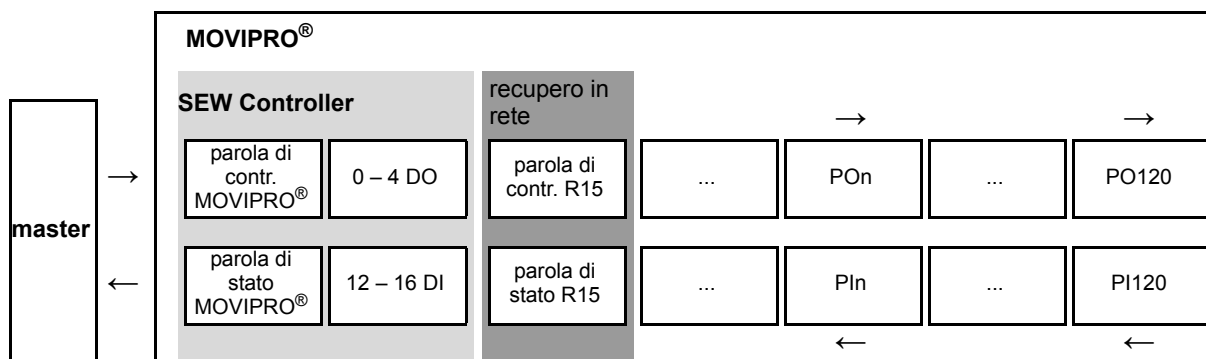 MOVIPRO®
SEW Controller
recupero in
rete
→
→
master
→
parola di
contr.
MOVIPRO®
0 – 4 DO
parola di
contr. R15
...
POn
...
PO120
←
parola di
stato
MOVIPRO®
12 – 16 DI
parola di
stato R15
...
PIn
...
PI120
←
←